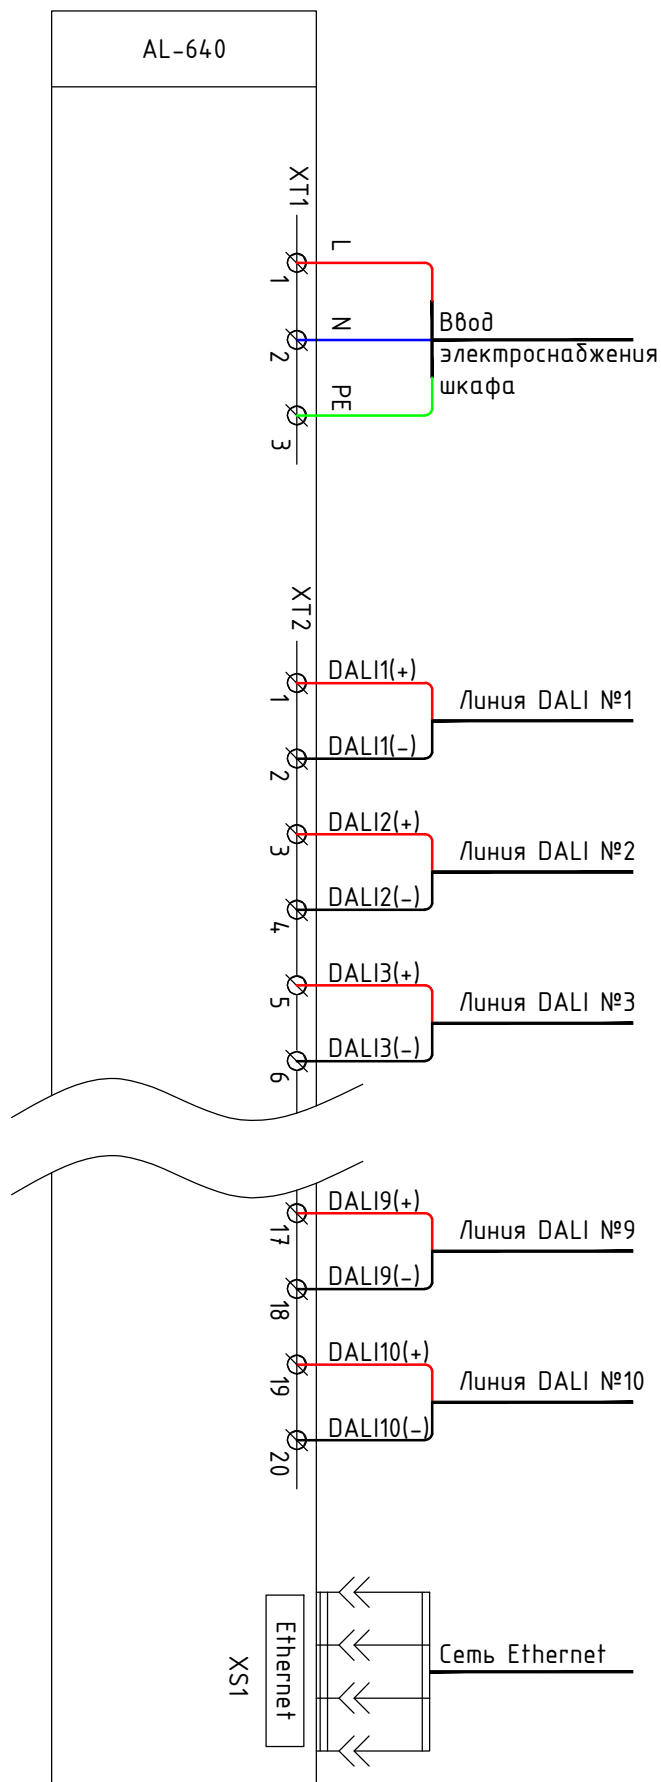 AL-640
XT1
L
1
N
2
Ввод
электроснабжения
шкафа
PE
3
XT2
DALI1(+)
1
Линия DALI №1
DALI1(-)
2
DALI2(+)
3
Линия DALI №2
DALI2(-)
4
DALI3(+)
5
Линия DALI №3
DALI3(-)
6
DALI9(+)
17
Линия DALI №9
DALI9(-)
18
DALI10(+)
19
Линия DALI №10
DALI10(-)
20
Ethernet
XS1
Сеть Ethernet